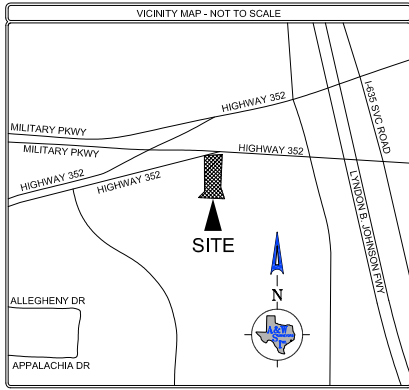 VICINITY MAP - NOT TO SCALE
HIGHWAY 352
I-635 SVC ROAD
MILITARY PKWY
MILITARY PKWY
HIGHWAY 352
HIGHWAY 352
HIGHWAY 352
LYNDON B. JOHNSON FWY
SITE
N
ALLEGHENY DR
A&W
APPALACHIA DR